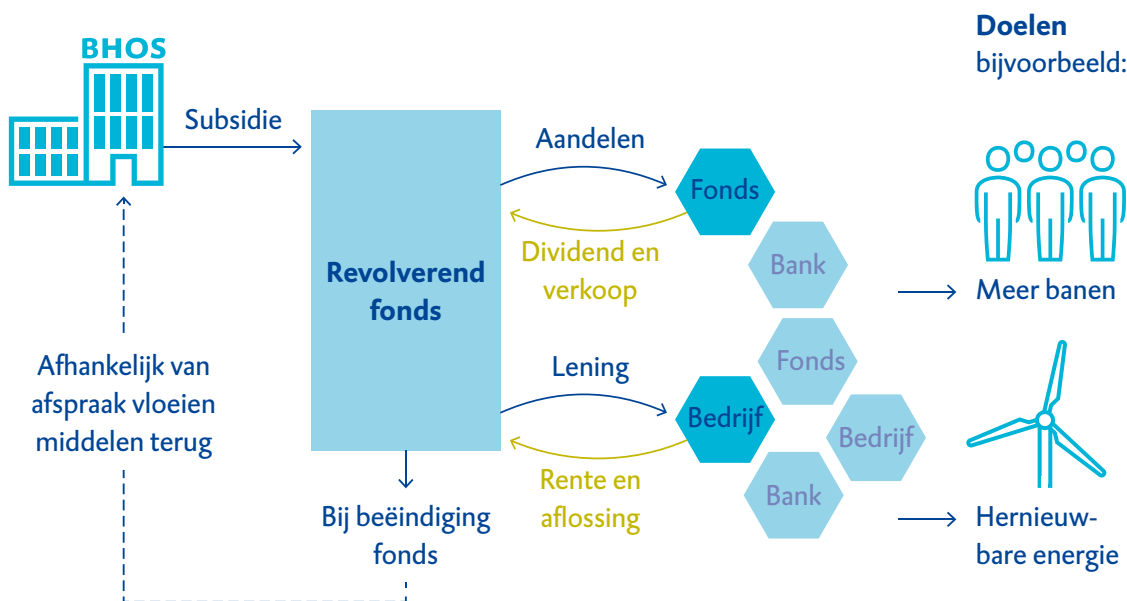 BHOS
Subsidie
Revolverend
fonds
Aandelen
Dividend en
verkoop
Lening
Rente en
aflossing
Fonds
Bank
Fonds
Bedrijf
Bedrijf
Bank
Doelen
bijvoorbeeld:
Meer banen
Hernieuw-
bare energie
Bij beëindiging
fonds
Afhankelijk van
afspraak vloeien
middelen terug